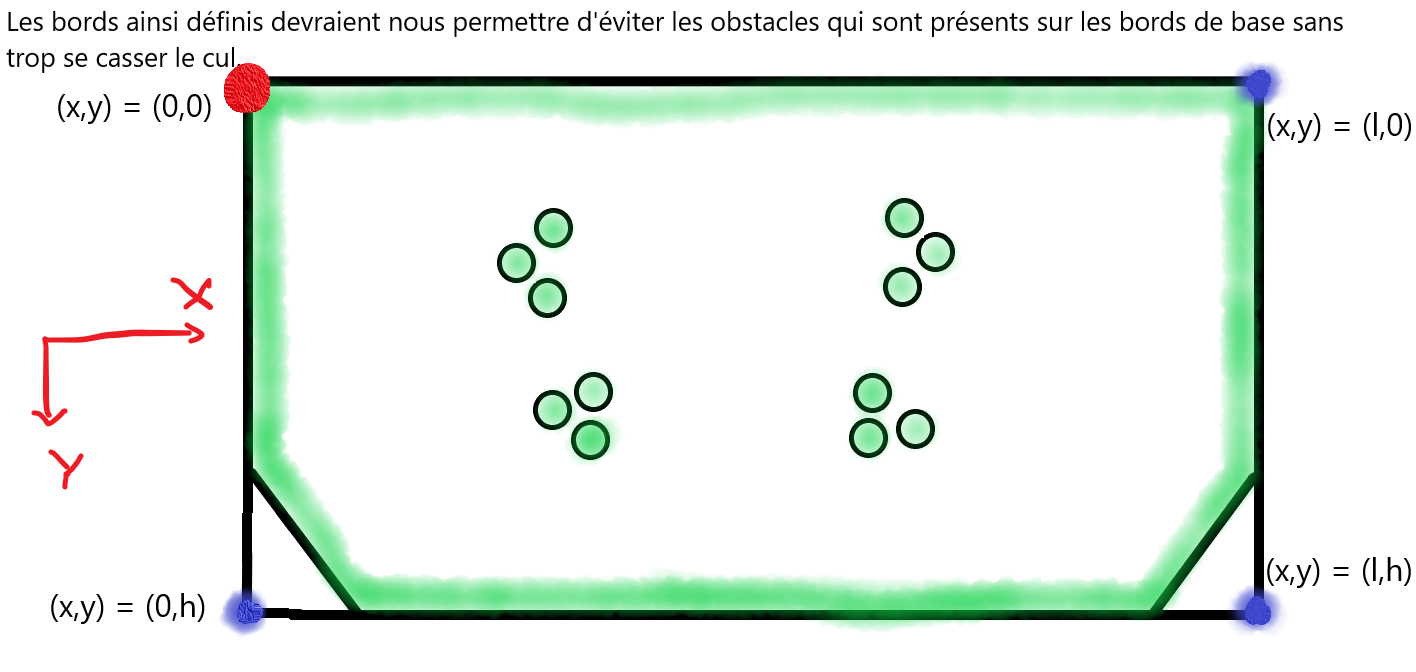 Les bords ainsi définis devraient nous permettre d'éviter les obstacles qui sont présents sur les bords de base sans
trop se casser le cul.
(x,y) = (0,0)
(x,y) = (l,0)
X
Y
(x,y) = (l,h)
(x,y) = (0,h)